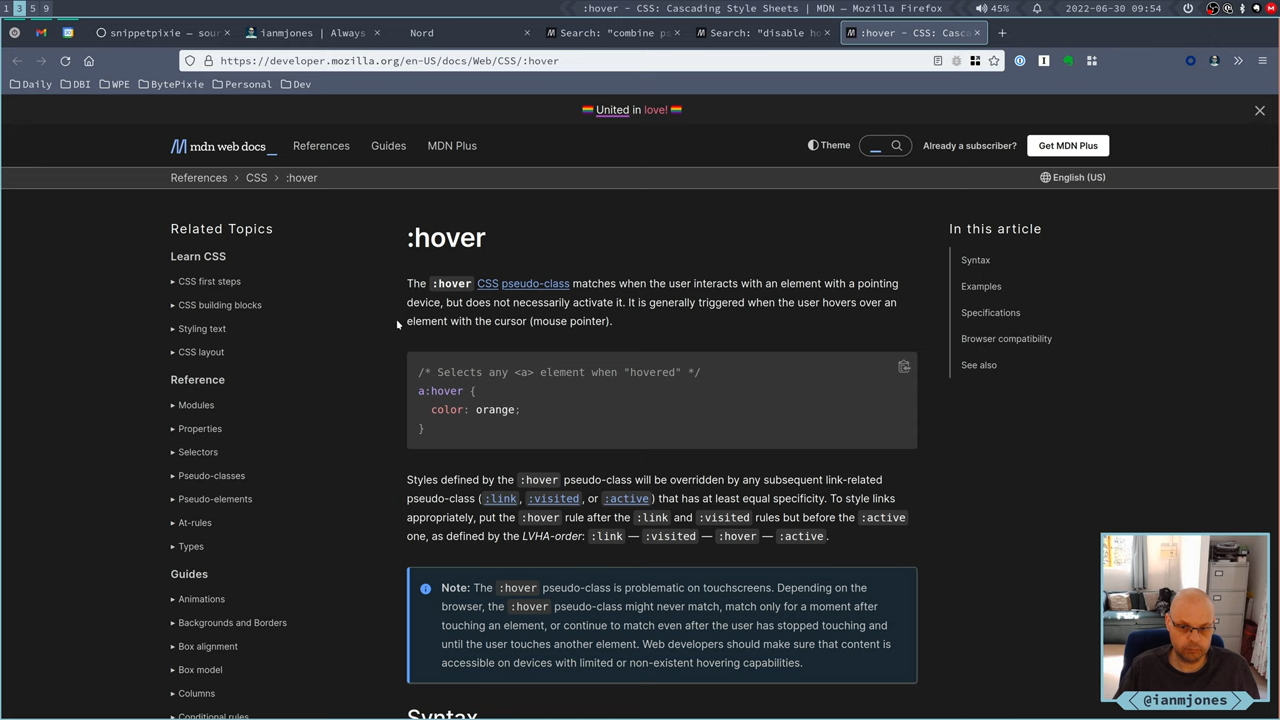 1 3 5 9
:hover - CSS: Cascading Style Sheets | MDN — Mozilla Firefox
45%
2022-06-30 09:54
snippetpixie — sour
ianmjones | Always
Nord
Search: "combine ps
Search: "disable ho
:hover - CSS: Casca
https://developer.mozilla.org/en-US/docs/Web/CSS/:hover
Daily
DBI
WPE
BytePixie
Personal
Dev
United in love!
mdn web docs_
References
Guides
MDN Plus
Theme
Already a subscriber?
Get MDN Plus
References > CSS > :hover
English (US)
Related Topics
Learn CSS
CSS first steps
CSS building blocks
Styling text
CSS layout
Reference
Modules
Properties
Selectors
Pseudo-classes
Pseudo-elements
At-rules
Types
Guides
Animations
Backgrounds and Borders
Box alignment
Box model
Columns
Conditional rules
:hover
The :hover CSS pseudo-class matches when the user interacts with an element with a pointing
device, but does not necessarily activate it. It is generally triggered when the user hovers over an
element with the cursor (mouse pointer).
/* Selects any <a> element when "hovered" */
a:hover {
color: orange;
}
Styles defined by the :hover pseudo-class will be overridden by any subsequent link-related
pseudo-class (:link, :visited, or :active) that has at least equal specificity. To style links
appropriately, put the :hover rule after the :link and :visited rules but before the :active
one, as defined by the LVHA-order: :link — :visited — :hover — :active.
Note: The :hover pseudo-class is problematic on touchscreens. Depending on the
browser, the :hover pseudo-class might never match, match only for a moment after
touching an element, or continue to match even after the user has stopped touching and
until the user touches another element. Web developers should make sure that content is
accessible on devices with limited or non-existent hovering capabilities.
Syntax
In this article
Syntax
Examples
Specifications
Browser compatibility
See also
@ianmjones